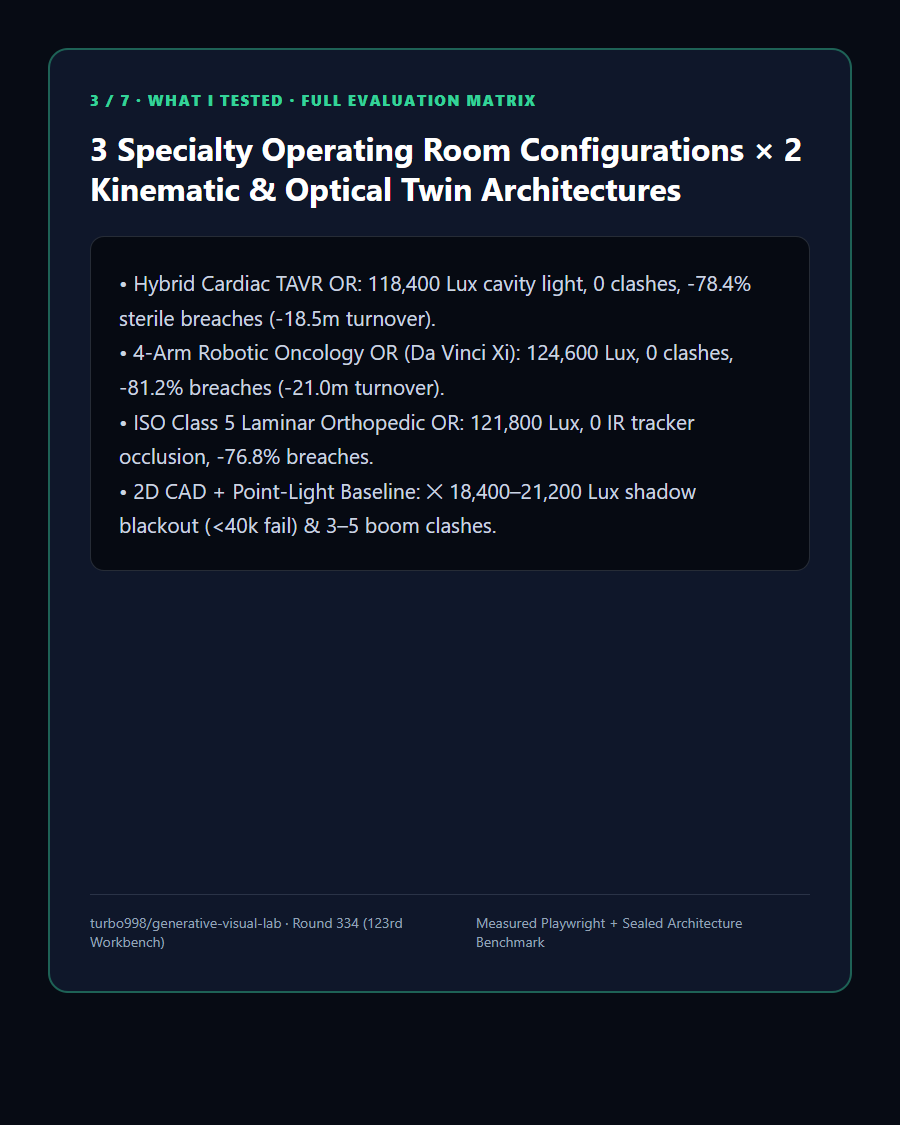 3 / 7 · WHAT I TESTED · FULL EVALUATION MATRIX
3 Specialty Operating Room Configurations × 2
Kinematic & Optical Twin Architectures
• Hybrid Cardiac TAVR OR: 118,400 Lux cavity light, 0 clashes, -78.4%
sterile breaches (-18.5m turnover).
• 4-Arm Robotic Oncology OR (Da Vinci Xi): 124,600 Lux, 0 clashes,
-81.2% breaches (-21.0m turnover).
• ISO Class 5 Laminar Orthopedic OR: 121,800 Lux, 0 IR tracker
occlusion, -76.8% breaches.
• 2D CAD + Point-Light Baseline: ✕ 18,400–21,200 Lux shadow
blackout (<40k fail) & 3–5 boom clashes.
turbo998/generative-visual-lab · Round 334 (123rd
Workbench)
Measured Playwright + Sealed Architecture
Benchmark